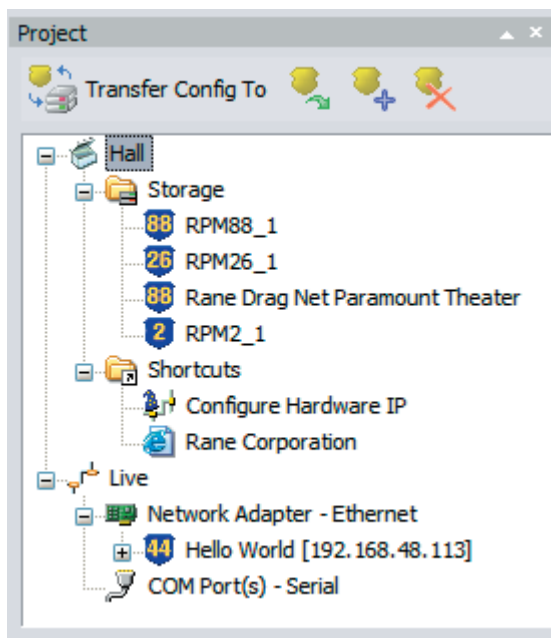 Project
Transfer Config To
Hall
Storage
88 RPM88_1
26 RPM26_1
88 Rane Drag Net Paramount Theater
2 RPM2_1
Shortcuts
Configure Hardware IP
Rane Corporation
Live
Network Adapter - Ethernet
44 Hello World [192.168.48.113]
COM Port(s) - Serial